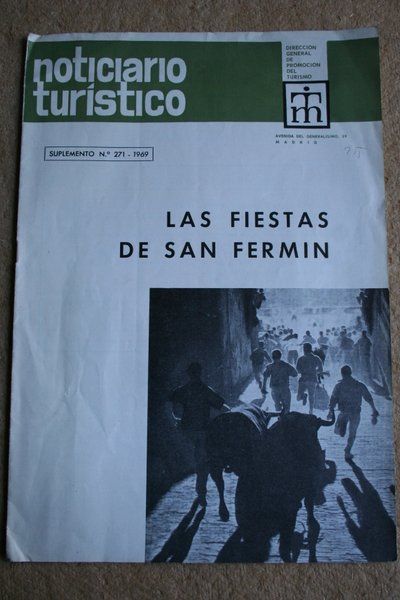 noticiario
turístico
DIRECCION
GENERAL
DE
PROMOCION
DEL
TURISMO
AVENIDA DEL GENERALISIMO, 39
MADRID
SUPLEMENTO N.º 271 - 1969
LAS FIESTAS
DE SAN FERMIN